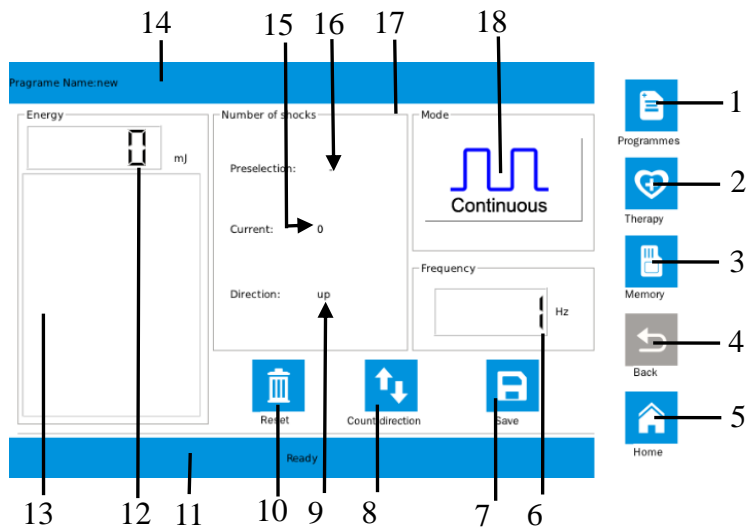 14 15 16 17 18
Pragrame Name:new
Energy
0 mJ
Number of shocks
Preselection: -
Current: 0
Direction: up
Mode
Continuous
Frequency
1 Hz
Reset
Count direction
Save
Ready
Programmes
1
Therapy
2
Memory
3
Back
4
Home
5
13 12 11 10 9 8 7 6